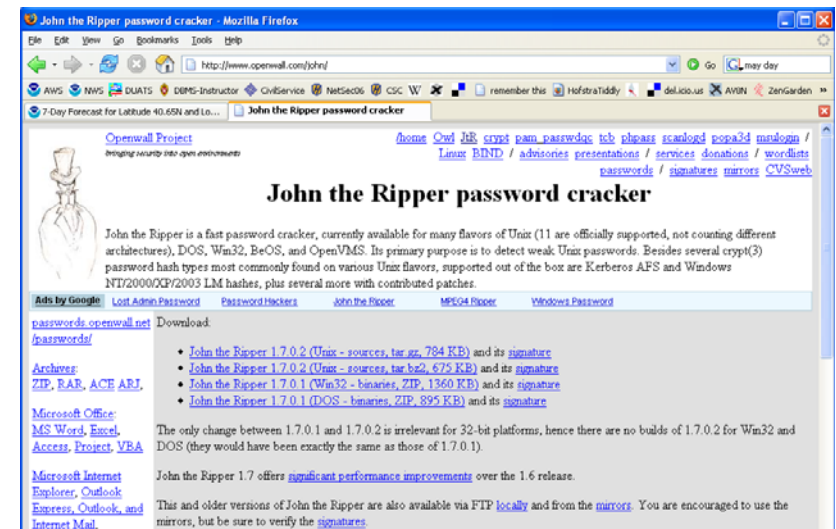 John the Ripper password cracker - Mozilla Firefox
File Edit View Go Bookmarks Tools Help
http://www.openwall.com/john/ Go may day
AWS NWS DUATS DBMS-Instructor CivilService NetSec06 CSC remember this HofstraTiddly del.icio.us AVON ZenGarden »
7-Day Forecast for Latitude 40.65N and Lo... John the Ripper password cracker
Openwall Project
bringing security into open environments
/home Owl JtR crypt pam_passwdqc tcb phpass scanlogd popa3d msulogin /
Linux BIND / advisories presentations / services donations / wordlists
passwords / signatures mirrors CVSweb
John the Ripper password cracker
John the Ripper is a fast password cracker, currently available for many flavors of Unix (11 are officially supported, not counting different
architectures), DOS, Win32, BeOS, and OpenVMS. Its primary purpose is to detect weak Unix passwords. Besides several crypt(3)
password hash types most commonly found on various Unix flavors, supported out of the box are Kerberos AFS and Windows
NT/2000/XP/2003 LM hashes, plus several more with contributed patches.
Ads by Google Lost Admin Password Password Hackers John the Ripper MPEG4 Ripper Windows Password
passwords.openwall.net
/passwords/
Archives:
ZIP, RAR, ACE ARJ,
Microsoft Office:
MS Word, Excel,
Access, Project, VBA
Microsoft Internet
Explorer, Outlook
Express, Outlook, and
Internet Mail,
Download:
• John the Ripper 1.7.0.2 (Unix - sources, tar.gz, 784 KB) and its signature
• John the Ripper 1.7.0.2 (Unix - sources, tar.bz2, 675 KB) and its signature
• John the Ripper 1.7.0.1 (Win32 - binaries, ZIP, 1360 KB) and its signature
• John the Ripper 1.7.0.1 (DOS - binaries, ZIP, 895 KB) and its signature
The only change between 1.7.0.1 and 1.7.0.2 is irrelevant for 32-bit platforms, hence there are no builds of 1.7.0.2 for Win32 and
DOS (they would have been exactly the same as those of 1.7.0.1).
John the Ripper 1.7 offers significant performance improvements over the 1.6 release.
This and older versions of John the Ripper are also available via FTP locally and from the mirrors. You are encouraged to use the
mirrors, but be sure to verify the signatures.